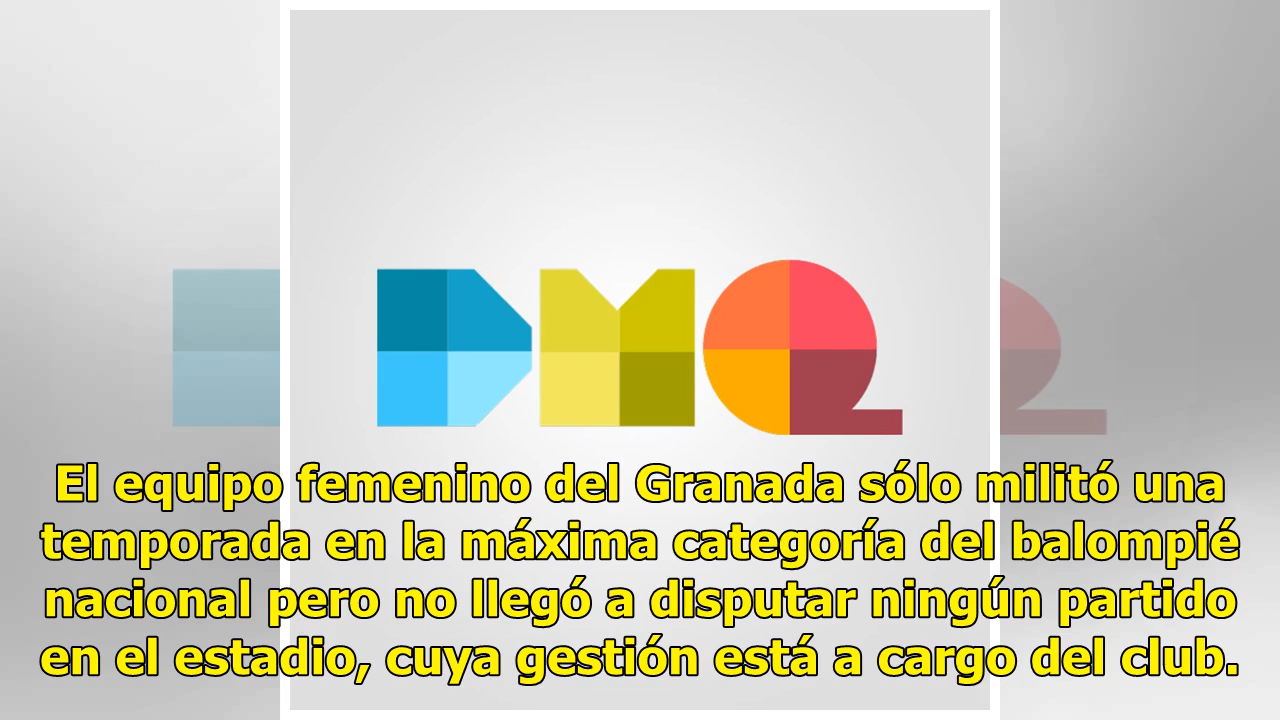 DMQ
El equipo femenino del Granada sólo militó una
temporada en la máxima categoría del balompié
nacional pero no llegó a disputar ningún partido
en el estadio, cuya gestión está a cargo del club.